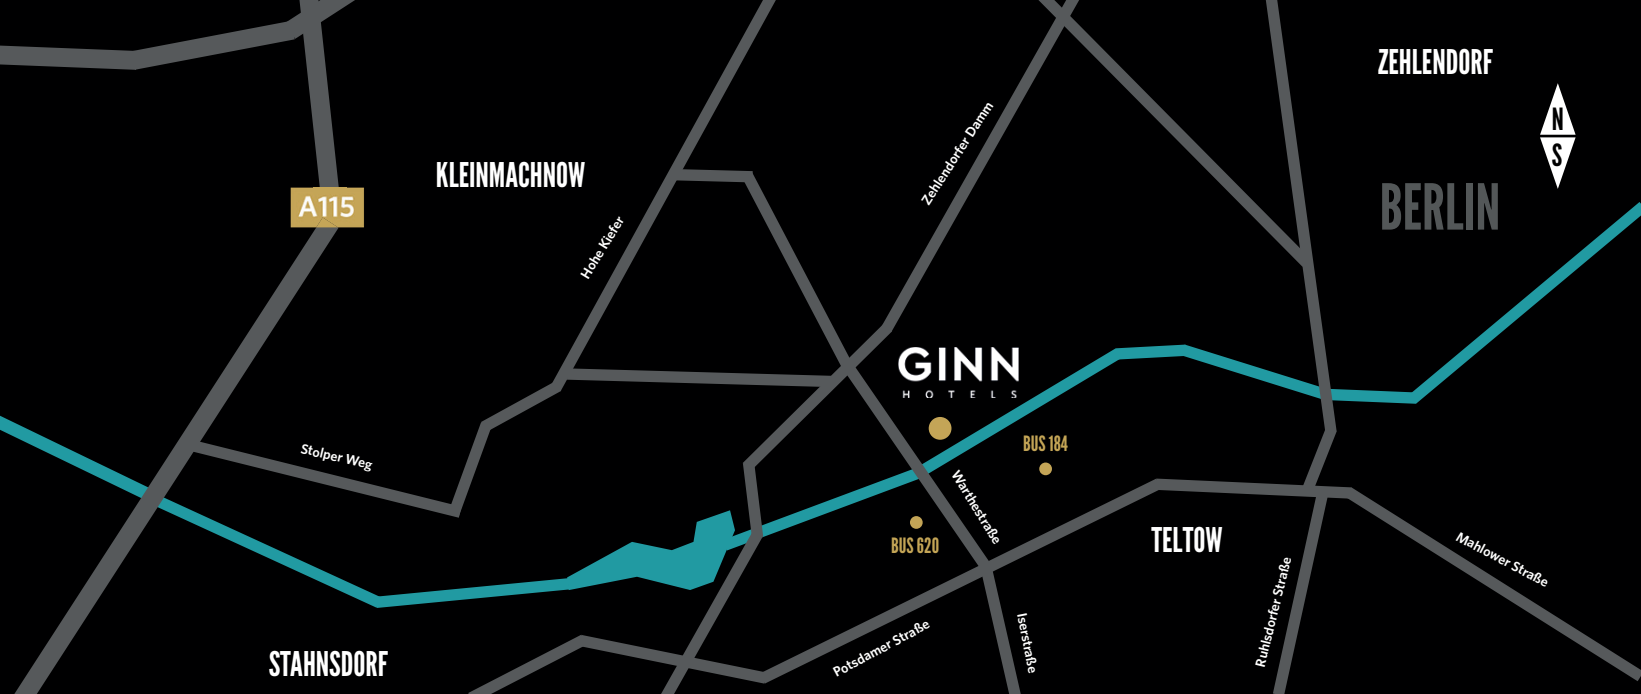 ZEHLENDORF
N
S
KLEINMACHNOW
Zehlendorfer Damm
A115
BERLIN
Hohe Kiefer
GINN
HOTELS
BUS 184
Stolper Weg
Warthestraße
BUS 620
TELTOW
Mahlower Straße
Ruhlsdorfer Straße
Iserstraße
Potsdamer Straße
STAHNSDORF